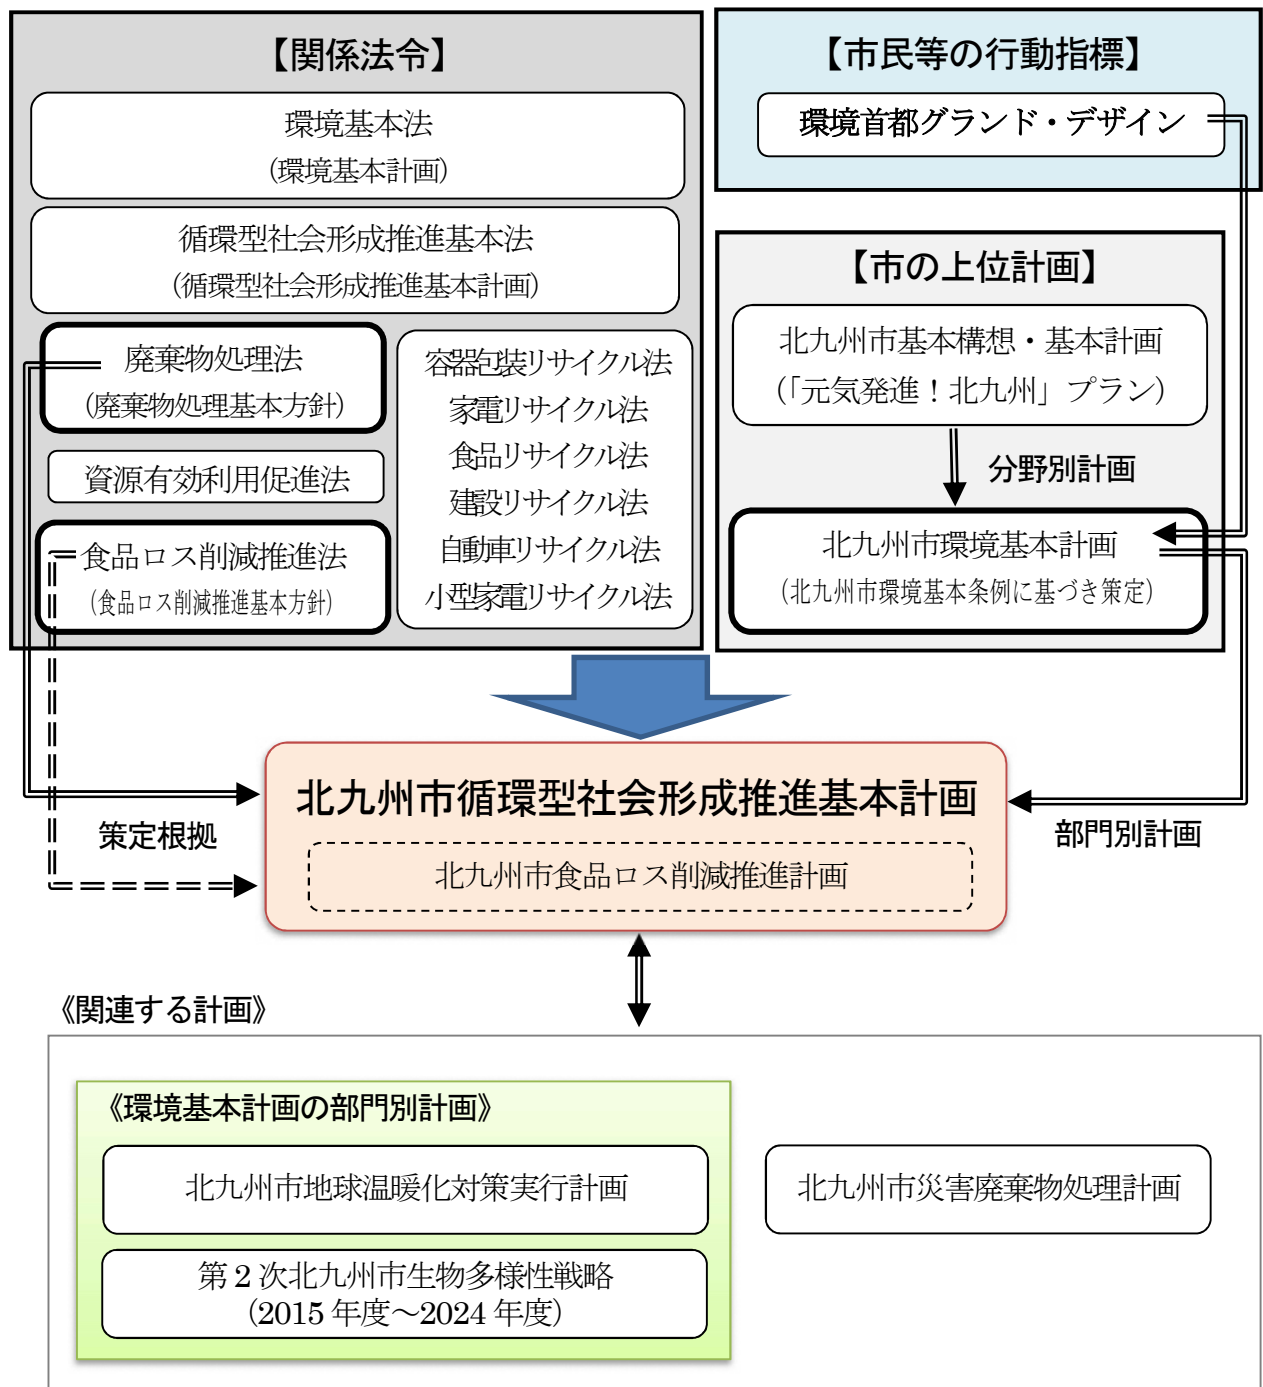 【関係法令】
環境基本法
(環境基本計画)
循環型社会形成推進基本法
(循環型社会形成推進基本計画)
廃棄物処理法
(廃棄物処理基本方針)
資源有効利用促進法
食品ロス削減推進法
(食品ロス削減推進基本方針)
容器包装リサイクル法
家電リサイクル法
食品リサイクル法
建設リサイクル法
自動車リサイクル法
小型家電リサイクル法
【市民等の行動指標】
環境首都グランド・デザイン
【市の上位計画】
北九州市基本構想・基本計画
(「元気発進！北九州」プラン)
分野別計画
北九州市環境基本計画
(北九州市環境基本条例に基づき策定)
北九州市循環型社会形成推進基本計画
北九州市食品ロス削減推進計画
策定根拠
部門別計画
《関連する計画》
《環境基本計画の部門別計画》
北九州市地球温暖化対策実行計画
第2次北九州市生物多様性戦略
(2015年度～2024年度)
北九州市災害廃棄物処理計画